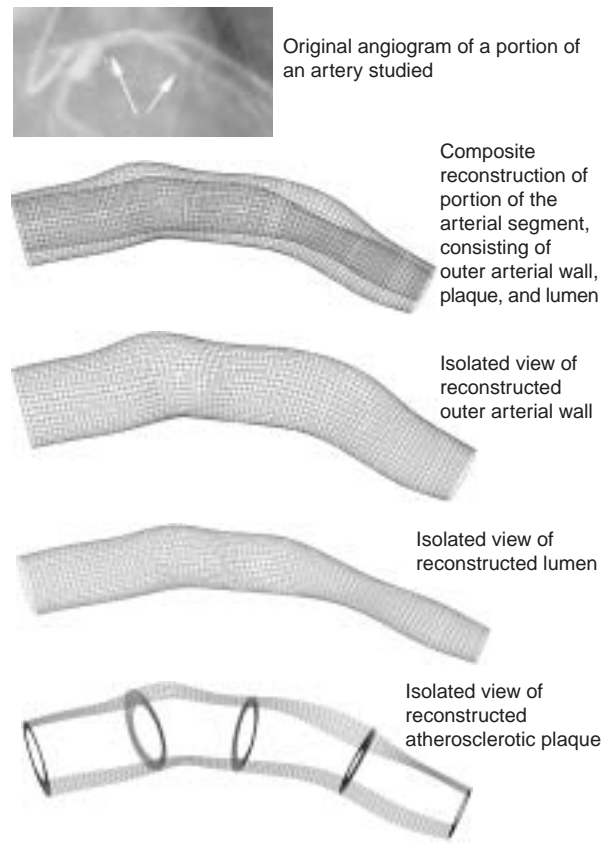 Original angiogram of a portion of
an artery studied
Composite
reconstruction of
portion of the
arterial segment,
consisting of
outer arterial wall,
plaque, and lumen
Isolated view of
reconstructed
outer arterial wall
Isolated view of
reconstructed lumen
Isolated view of
reconstructed
atherosclerotic plaque